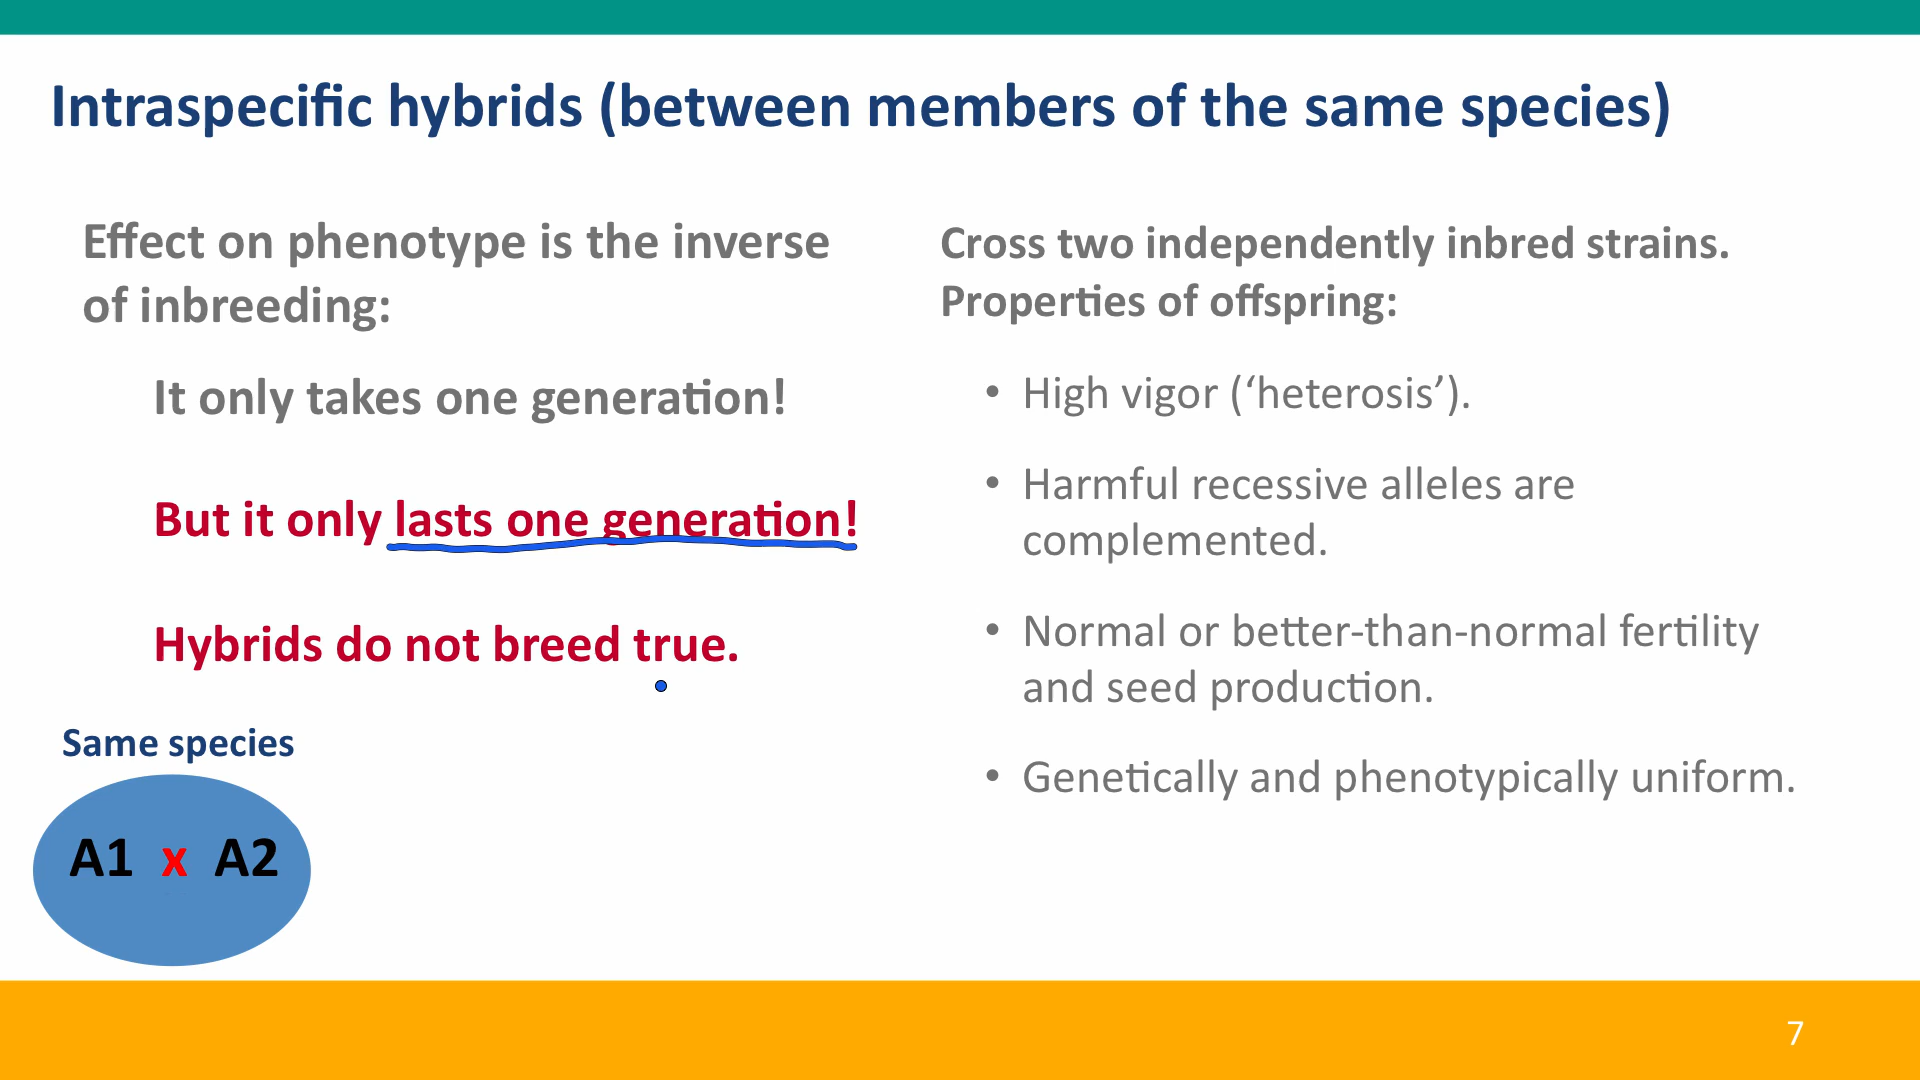 Intraspecific hybrids (between members of the same species)
Effect on phenotype is the inverse
of inbreeding:
It only takes one generation!
But it only lasts one generation!
Hybrids do not breed true.
Same species
A1 x A2
Cross two independently inbred strains.
Properties of offspring:
• High vigor (‘heterosis’).
• Harmful recessive alleles are
complemented.
• Normal or better-than-normal fertility
and seed production.
• Genetically and phenotypically uniform.
7